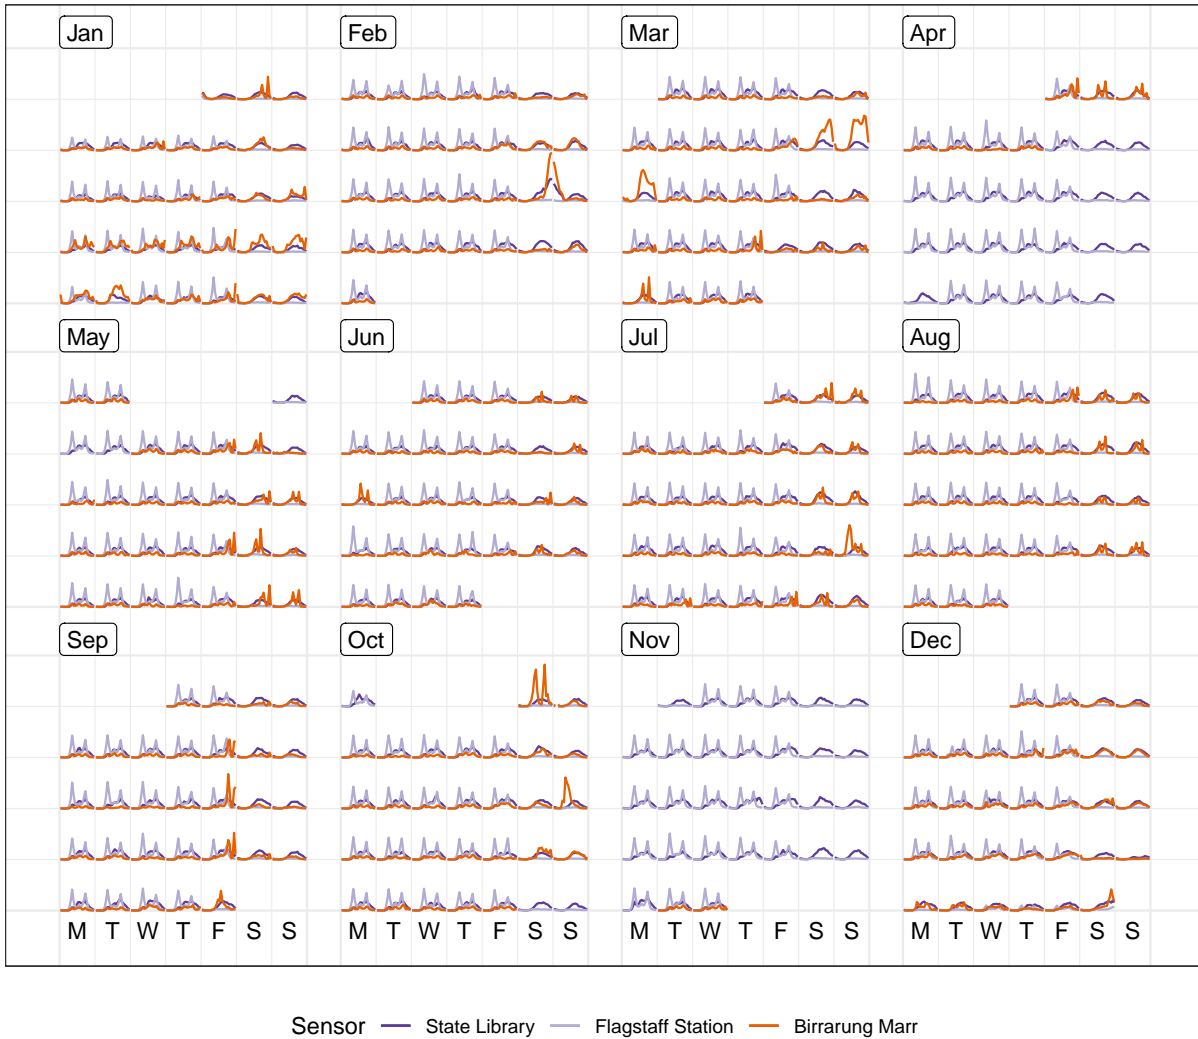 Jan Feb Mar Apr
May Jun Jul Aug
Sep Oct Nov Dec
M T W T F S S M T W T F S S M T W T F S S M T W T F S S
Sensor State Library Flagstaff Station Birrarung Marr